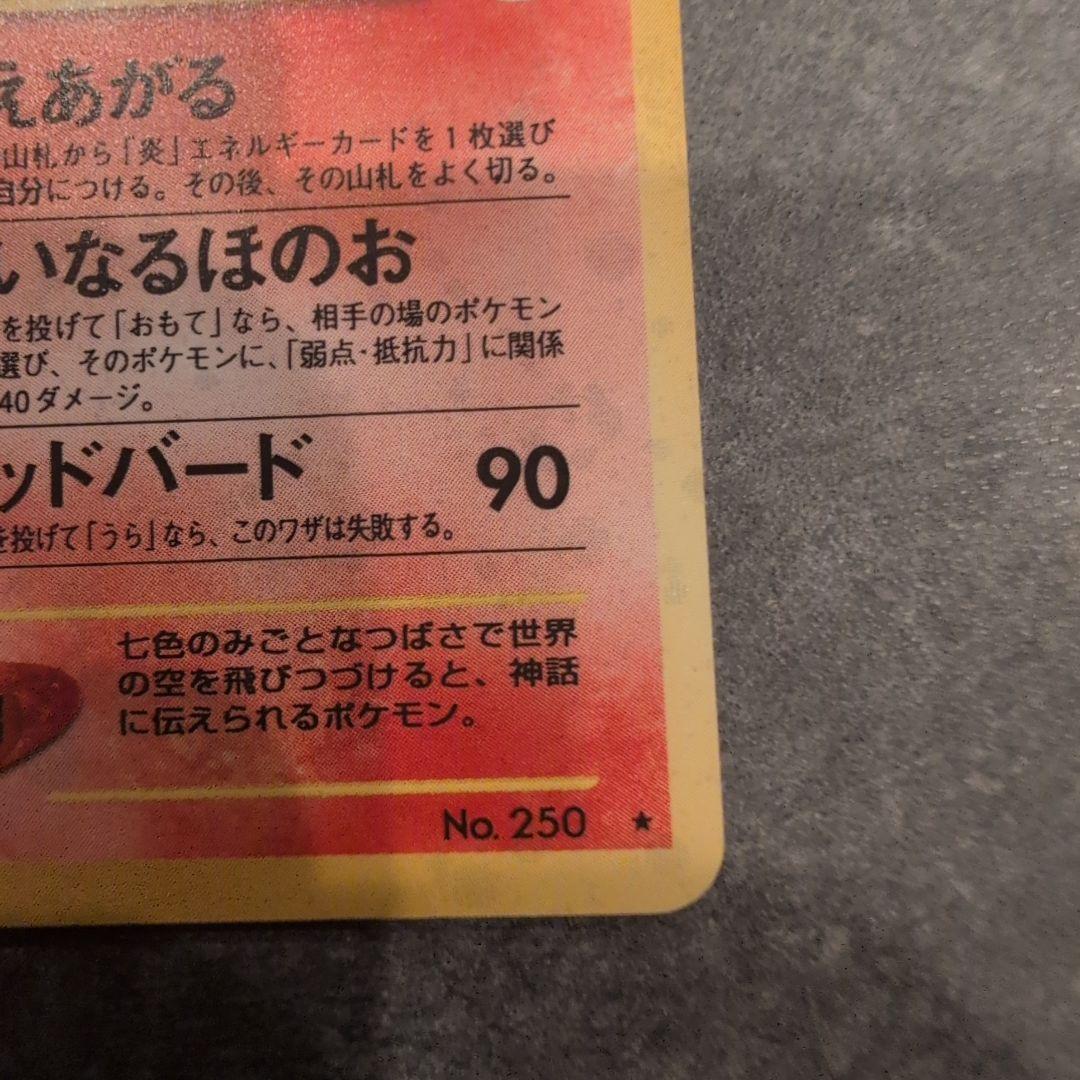 えあがる
山札から「炎」エネルギーカードを1枚選び
自分につける。その後、その山札をよく切る。
いなるほのお
を投げて「おもて」なら、相手の場のポケモン
選び、そのポケモンに、「弱点・抵抗力」に関係
40ダメージ。
ッドバード 90
を投げて「うら」なら、このワザは失敗する。
七色のみごとなつばさで世界
の空を飛びつづけると、神話
に伝えられるポケモン。
No. 250 ★